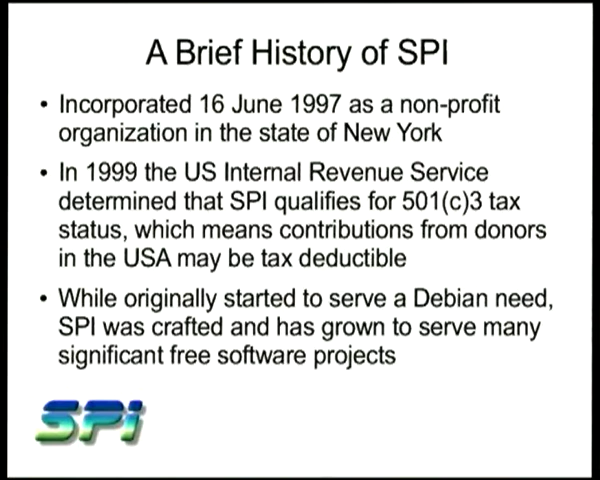 A Brief History of SPI
• Incorporated 16 June 1997 as a non-profit
organization in the state of New York
• In 1999 the US Internal Revenue Service
determined that SPI qualifies for 501(c)3 tax
status, which means contributions from donors
in the USA may be tax deductible
• While originally started to serve a Debian need,
SPI was crafted and has grown to serve many
significant free software projects
SPi